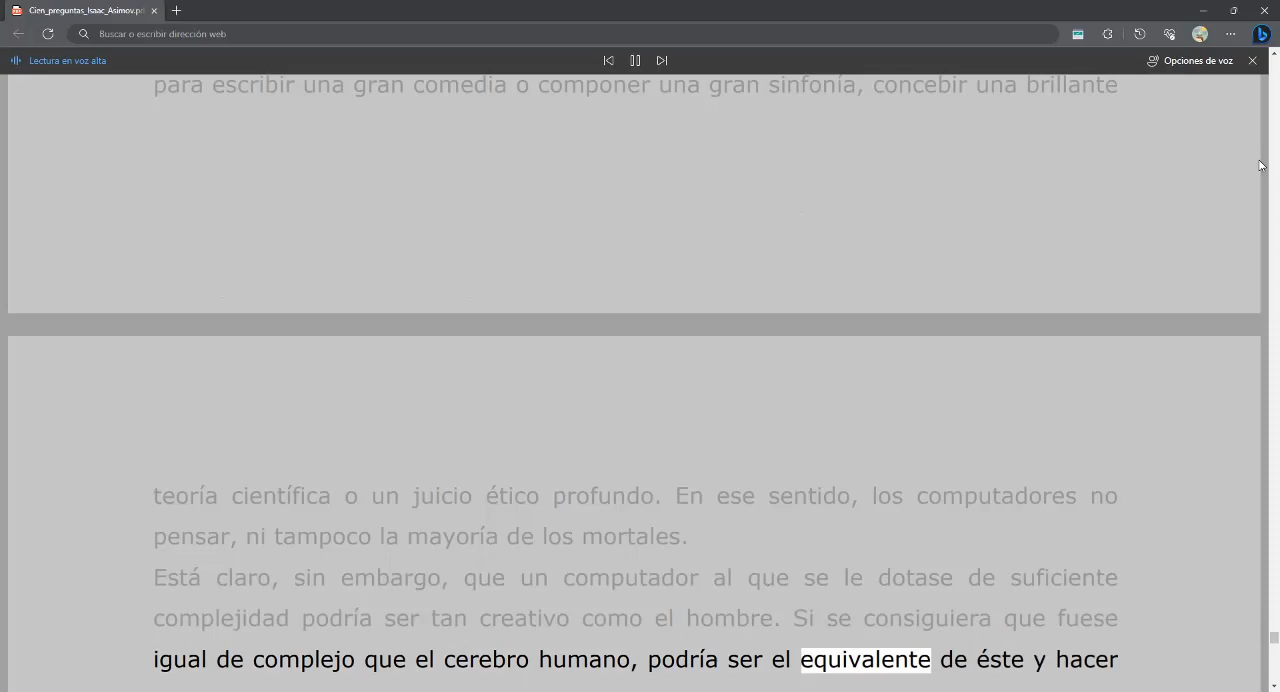 Cien_preguntas_Isaac_Asimov.pd
Buscar o escribir dirección web
Lectura en voz alta
Opciones de voz
para escribir una gran comedia o componer una gran sinfonía, concebir una brillante
teoría científica o un juicio ético profundo. En ese sentido, los computadores no
pensar, ni tampoco la mayoría de los mortales.
Está claro, sin embargo, que un computador al que se le dotase de suficiente
complejidad podría ser tan creativo como el hombre. Si se consiguiera que fuese
igual de complejo que el cerebro humano, podría ser el equivalente de éste y hacer